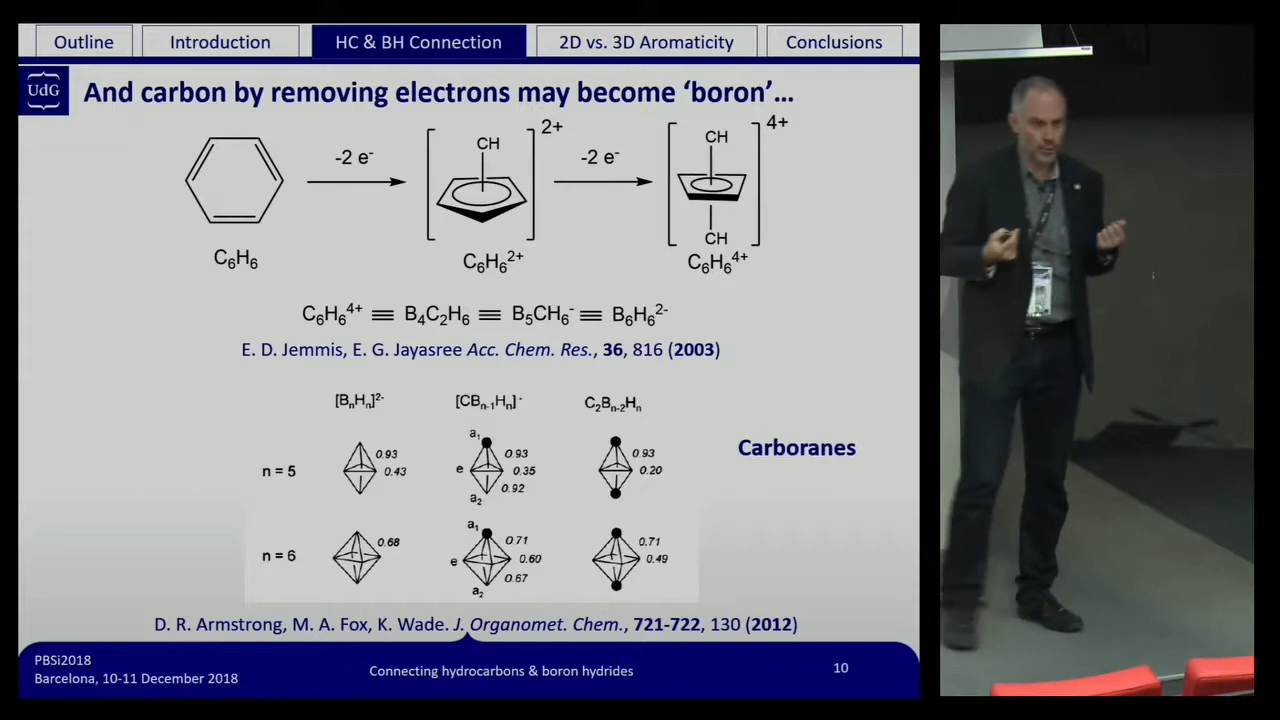 Outline Introduction HC & BH Connection 2D vs. 3D Aromaticity Conclusions
UdG
And carbon by removing electrons may become ‘boron’…
CH 2+ CH 4+
-2 e⁻ -2 e⁻
CH
C₆H₆ C₆H₆²⁺ C₆H₆⁴⁺
C₆H₆⁴⁺ ≡ B₄C₂H₆ ≡ B₅CH₆⁻ ≡ B₆H₆²⁻
E. D. Jemmis, E. G. Jayasree Acc. Chem. Res., 36, 816 (2003)
[BₙHₙ]²⁻ [CBₙ₋₁Hₙ]⁻ C₂Bₙ₋₂Hₙ
a₁
0.93 0.93 0.93
n = 5 0.43 e 0.35 0.20
a₂ 0.92
Carboranes
a₁
0.68 0.71 0.71
n = 6 e 0.60 0.49
a₂ 0.67
D. R. Armstrong, M. A. Fox, K. Wade. J. Organomet. Chem., 721-722, 130 (2012)
PBSi2018
Barcelona, 10-11 December 2018
Connecting hydrocarbons & boron hydrides
10